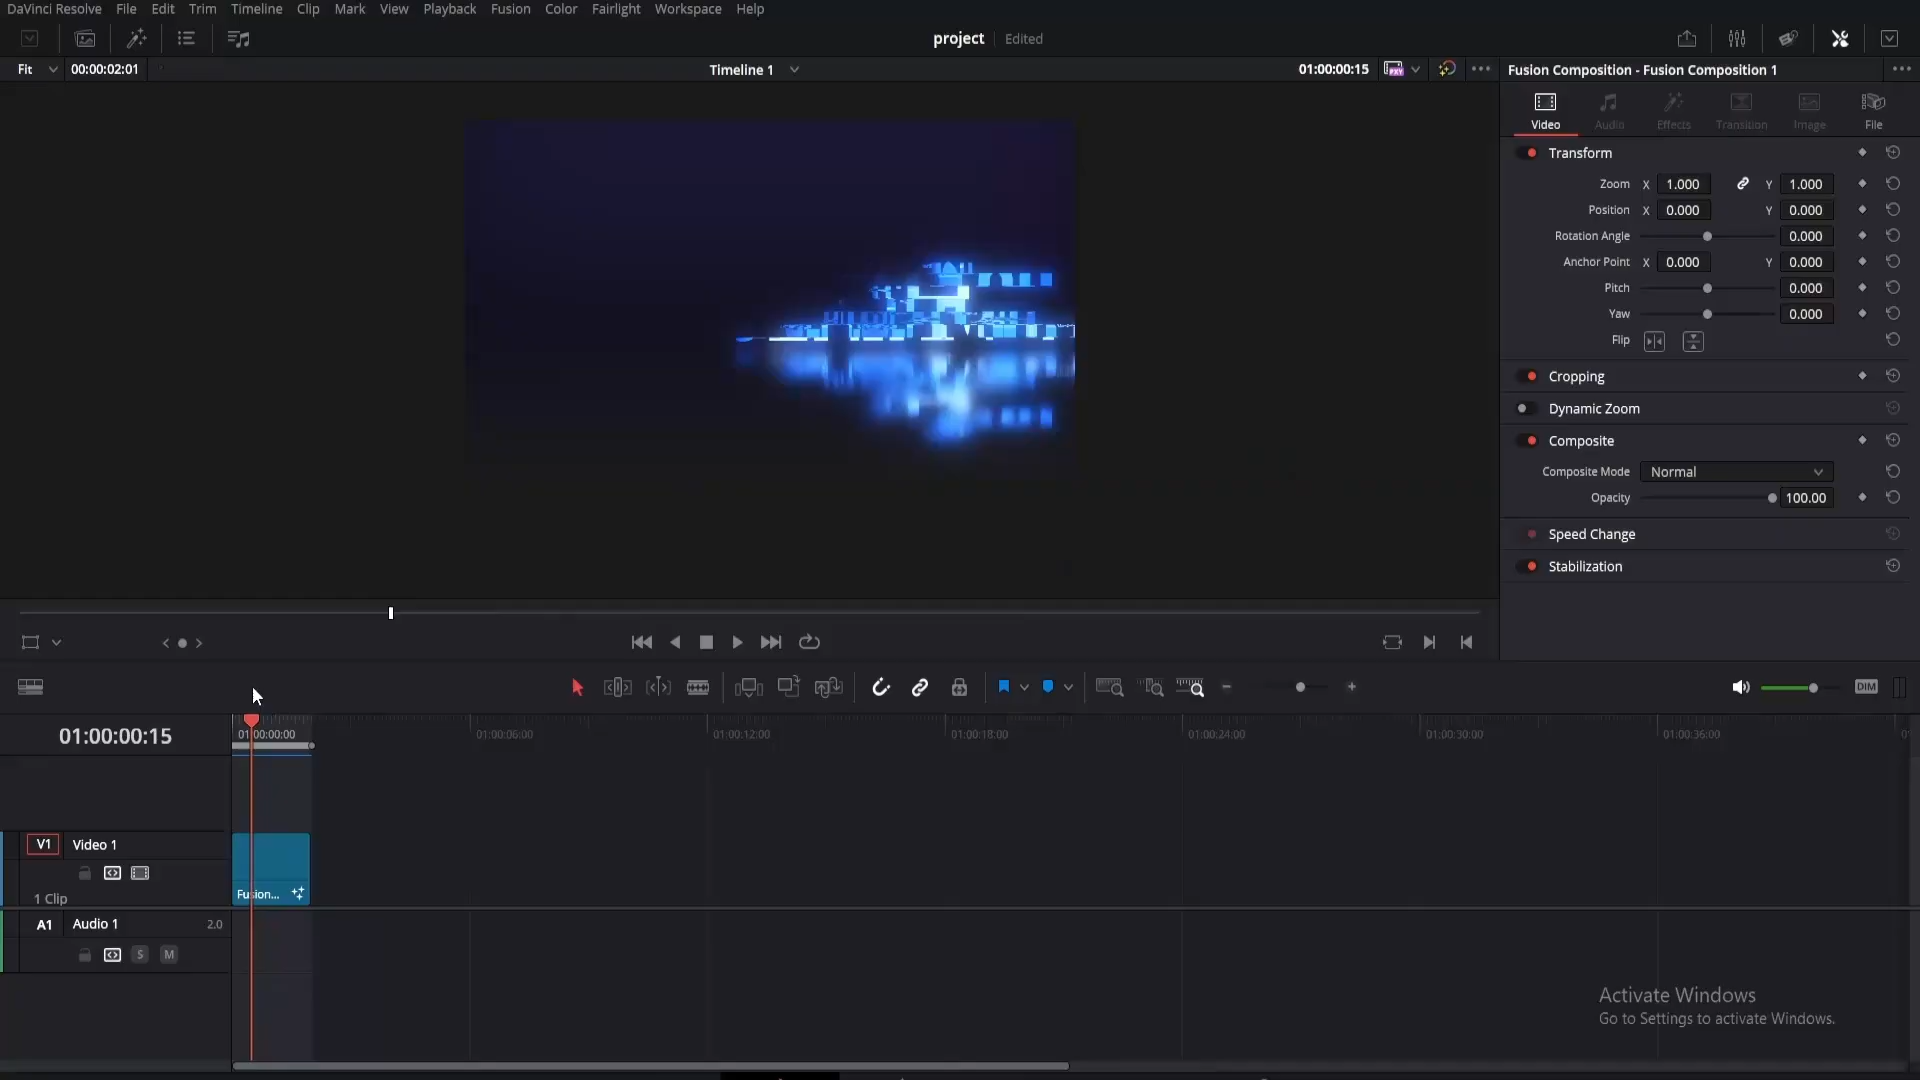 DaVinci Resolve File Edit Trim Timeline Clip Mark View Playback Fusion Color Fairlight Workspace Help
project Edited
Fit 00:00:02:01 Timeline 1 01:00:00:15 Fusion Composition - Fusion Composition 1
Video Audio Effects Transition Image File
Transform
Zoom X 1.000 Y 1.000
Position X 0.000 Y 0.000
Rotation Angle 0.000
Anchor Point X 0.000 Y 0.000
Pitch 0.000
Yaw 0.000
Flip
Cropping
Dynamic Zoom
Composite
Composite Mode Normal
Opacity 100.00
Speed Change
Stabilization
DIM
01:00:00:15 01:00:00:00 01:00:06:00 01:00:12:00 01:00:18:00 01:00:24:00 01:00:30:00 01:00:36:00
V1 Video 1
1 Clip
Fusion...
A1 Audio 1 2.0
S M
Activate Windows
Go to Settings to activate Windows.